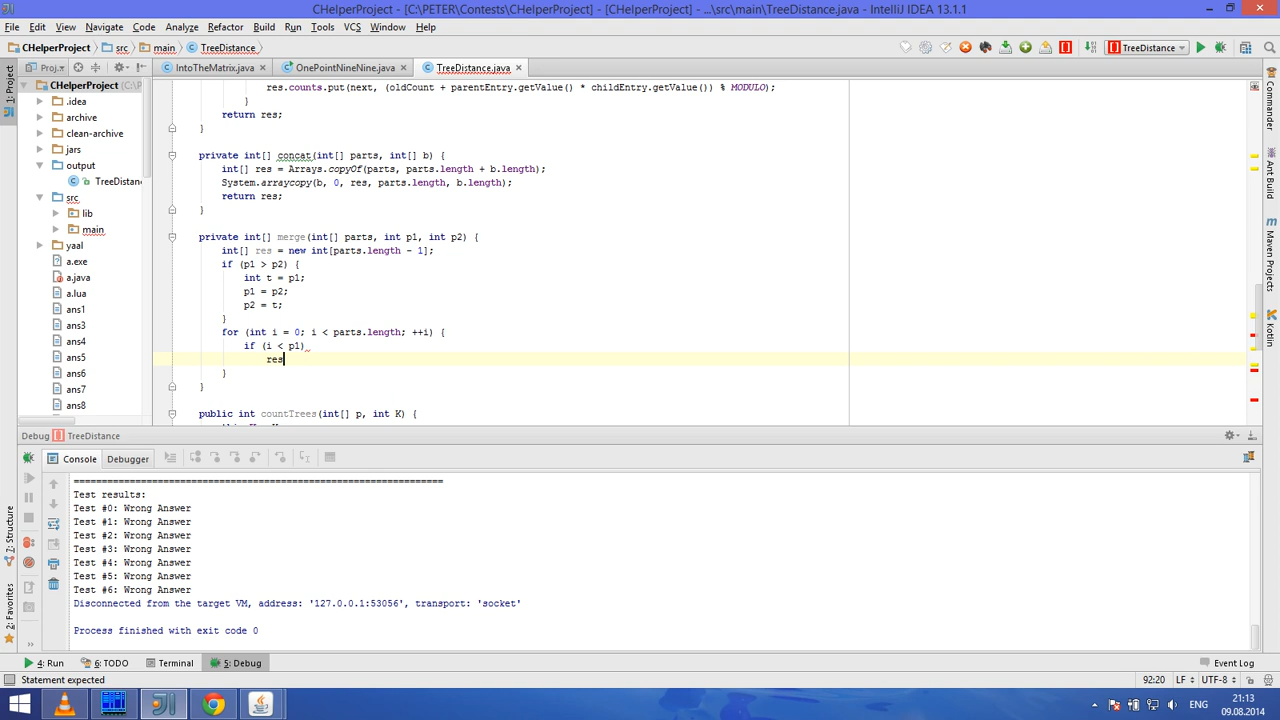 CHelperProject - [C:\PETER\Contests\CHelperProject] - [CHelperProject] - ...\src\main\TreeDistance.java - IntelliJ IDEA 13.1.1
File Edit View Navigate Code Analyze Refactor Build Run Tools VCS Window Help
CHelperProject src main TreeDistance TreeDistance
Proj... IntoTheMatrix.java OnePointNineNine.java TreeDistance.java
1: Project
CHelperProject (C:\P
.idea
archive
clean-archive
jars
output
TreeDistan
src
lib
main
yaal
a.exe
a.java
a.lua
ans1
ans3
ans4
ans5
ans6
ans7
ans8
res.counts.put(next, (oldCount + parentEntry.getValue() * childEntry.getValue()) % MODULO);
}
return res;
}
private int[] concat(int[] parts, int[] b) {
int[] res = Arrays.copyOf(parts, parts.length + b.length);
System.arraycopy(b, 0, res, parts.length, b.length);
return res;
}
private int[] merge(int[] parts, int p1, int p2) {
int[] res = new int[parts.length - 1];
if (p1 > p2) {
int t = p1;
p1 = p2;
p2 = t;
}
for (int i = 0; i < parts.length; ++i) {
if (i < p1)
res
}
}
public int countTrees(int[] p, int K) {
Commander
Ant Build
Maven Projects
Kotlin
Debug TreeDistance
Console Debugger
===============================================================
Test results:
Test #0: Wrong Answer
Test #1: Wrong Answer
Test #2: Wrong Answer
Test #3: Wrong Answer
Test #4: Wrong Answer
Test #5: Wrong Answer
Test #6: Wrong Answer
Disconnected from the target VM, address: '127.0.0.1:53056', transport: 'socket'
Process finished with exit code 0
7: Structure
2: Favorites
4: Run 6: TODO Terminal 5: Debug Event Log
Statement expected 92:20 LF UTF-8
ENG 21:13
09.08.2014